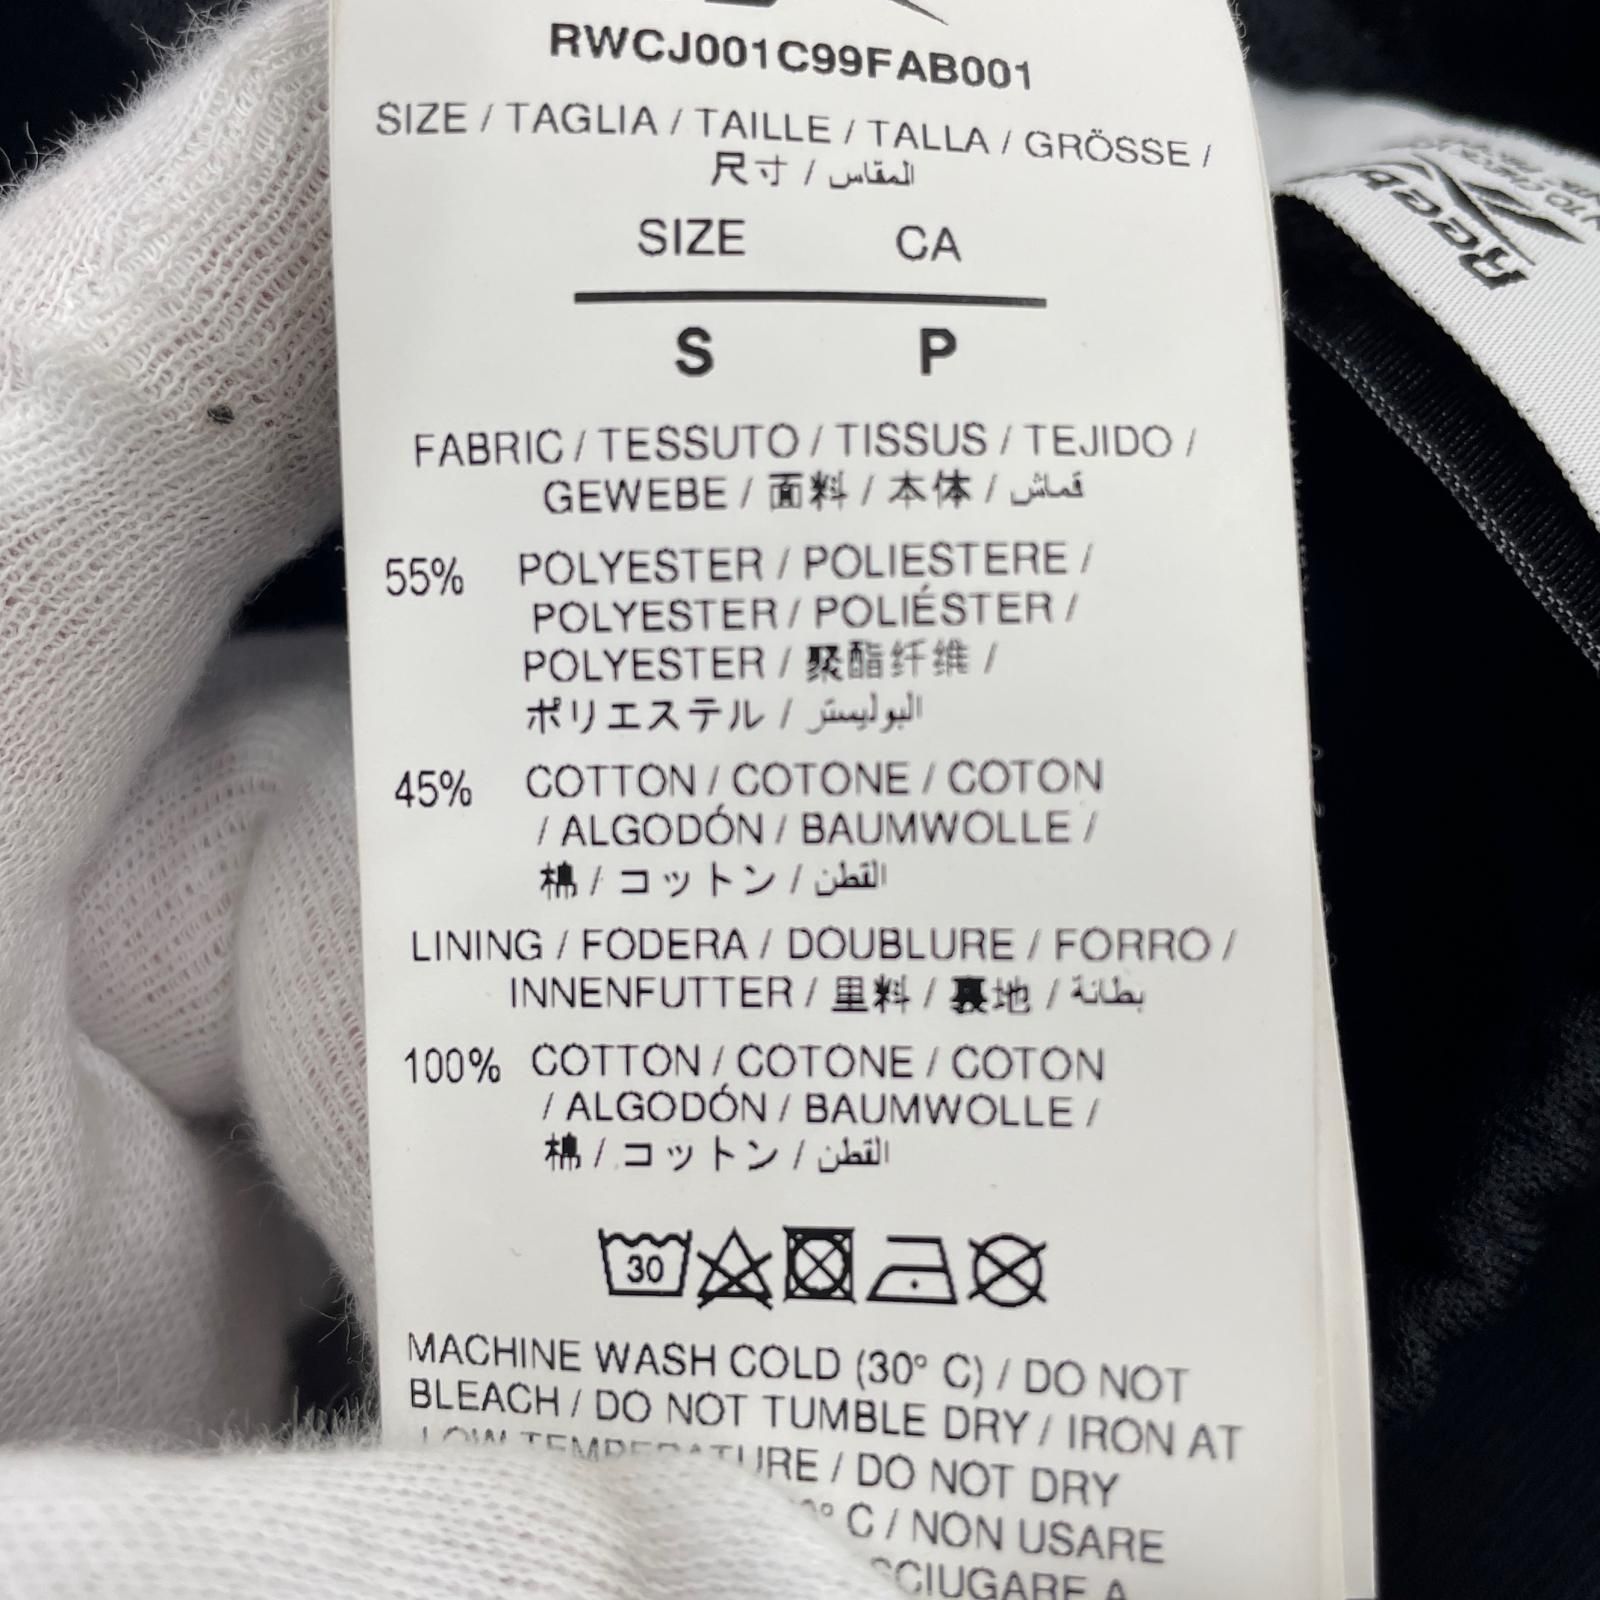 RWCJ001C99FAB001
SIZE / TAGLIA / TAILLE / TALLA / GRÖSSE /
尺寸 / المقاس
SIZE CA
S P
FABRIC / TESSUTO / TISSUS / TEJIDO /
GEWEBE / 面料 / 本体 / قماش
55% POLYESTER / POLIESTERE /
POLYESTER / POLIÉSTER /
POLYESTER / 聚酯纤维 /
ポリエステル / البوليستر
45% COTTON / COTONE / COTON
/ ALGODÓN / BAUMWOLLE /
棉 / コットン / القطن
LINING / FODERA / DOUBLURE / FORRO /
INNENFUTTER / 里料 / 裏地 / بطانة
100% COTTON / COTONE / COTON
/ ALGODÓN / BAUMWOLLE /
棉 / コットン / القطن
30
MACHINE WASH COLD (30° C) / DO NOT
BLEACH / DO NOT TUMBLE DRY / IRON AT
LOW TEMPERATURE / DO NOT DRY
° C / NON USARE
A
Reebok